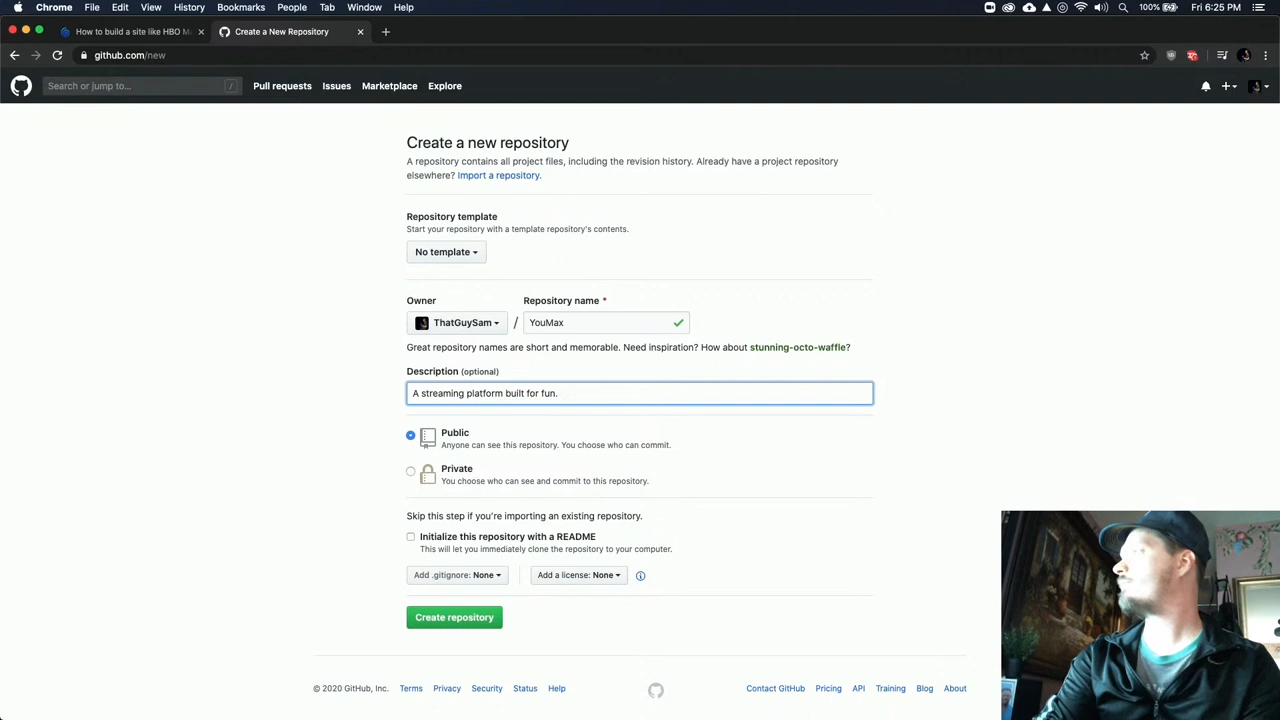 Chrome File Edit View History Bookmarks People Tab Window Help 100% Fri 6:25 PM
How to build a site like HBO M
Create a New Repository
github.com/new
Search or jump to... / Pull requests Issues Marketplace Explore
Create a new repository
A repository contains all project files, including the revision history. Already have a project repository
elsewhere? Import a repository.
Repository template
Start your repository with a template repository's contents.
No template
Owner Repository name *
ThatGuySam / YouMax
Great repository names are short and memorable. Need inspiration? How about stunning-octo-waffle?
Description (optional)
A streaming platform built for fun.
Public
Anyone can see this repository. You choose who can commit.
Private
You choose who can see and commit to this repository.
Skip this step if you're importing an existing repository.
Initialize this repository with a README
This will let you immediately clone the repository to your computer.
Add .gitignore: None Add a license: None
Create repository
© 2020 GitHub, Inc. Terms Privacy Security Status Help Contact GitHub Pricing API Training Blog About